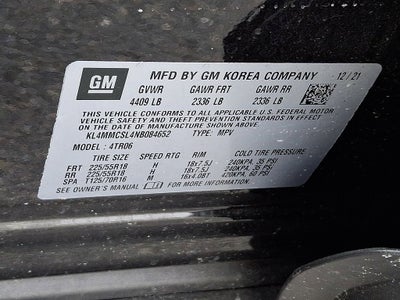 GM
MFD BY GM KOREA COMPANY 12/21
GVWR GAWR FRT GAWR RR
4409 LB 2336 LB 2336 LB
THIS VEHICLE CONFORMS TO ALL APPLICABLE U.S. FEDERAL MOTOR
VEHICLE SAFETY AND THEFT PREVENTION STANDARDS IN EFFECT
ON THE DATE OF MANUFACTURE SHOWN ABOVE.
KL4MMCSL4NB084652 TYPE: MPV
MODEL: 4TR06
TIRE SIZE SPEED RTG RIM COLD TIRE PRESSURE
FRT 225/55R18 H 18x7.5J 240KPA, 35 PSI
RR 225/55R18 H 18x7.5J 240KPA, 35 PSI
SPA T125/70R16 M 16x4.0BT 420KPA, 60 PSI
SEE OWNER'S MANUAL FOR MORE INFORMATION.